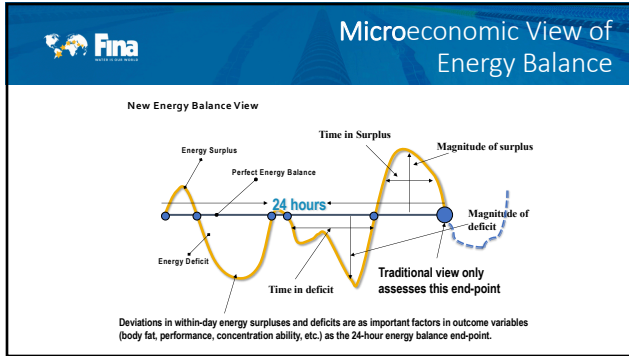 Fina
WATER IS OUR WORLD
Microeconomic View of
Energy Balance
New Energy Balance View
Time in Surplus
Magnitude of surplus
Energy Surplus
Perfect Energy Balance
24 hours
Magnitude of
deficit
Energy Deficit
Time in deficit
Traditional view only
assesses this end-point
Deviations in within-day energy surpluses and deficits are as important factors in outcome variables
(body fat, performance, concentration ability, etc.) as the 24-hour energy balance end-point.